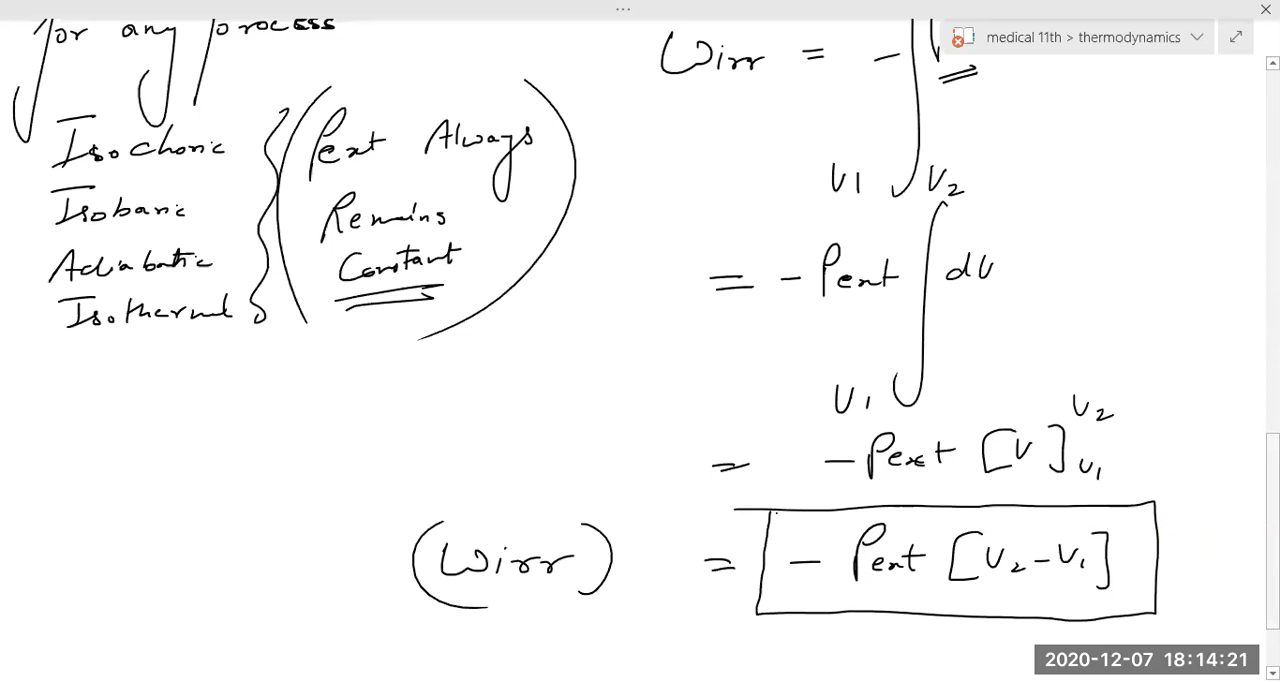 ...
medical 11th > thermodynamics
for any process
Isochoric
Isobaric
Adiabatic
Isothermal
Pext Always
Remains
Constant
Wirr = - ∫
V1
V2
= - Pext ∫ dV
V1
= - Pext [V]
V2
V1
(Wirr) = - Pext [V2 - V1]
2020-12-07 18:14:21